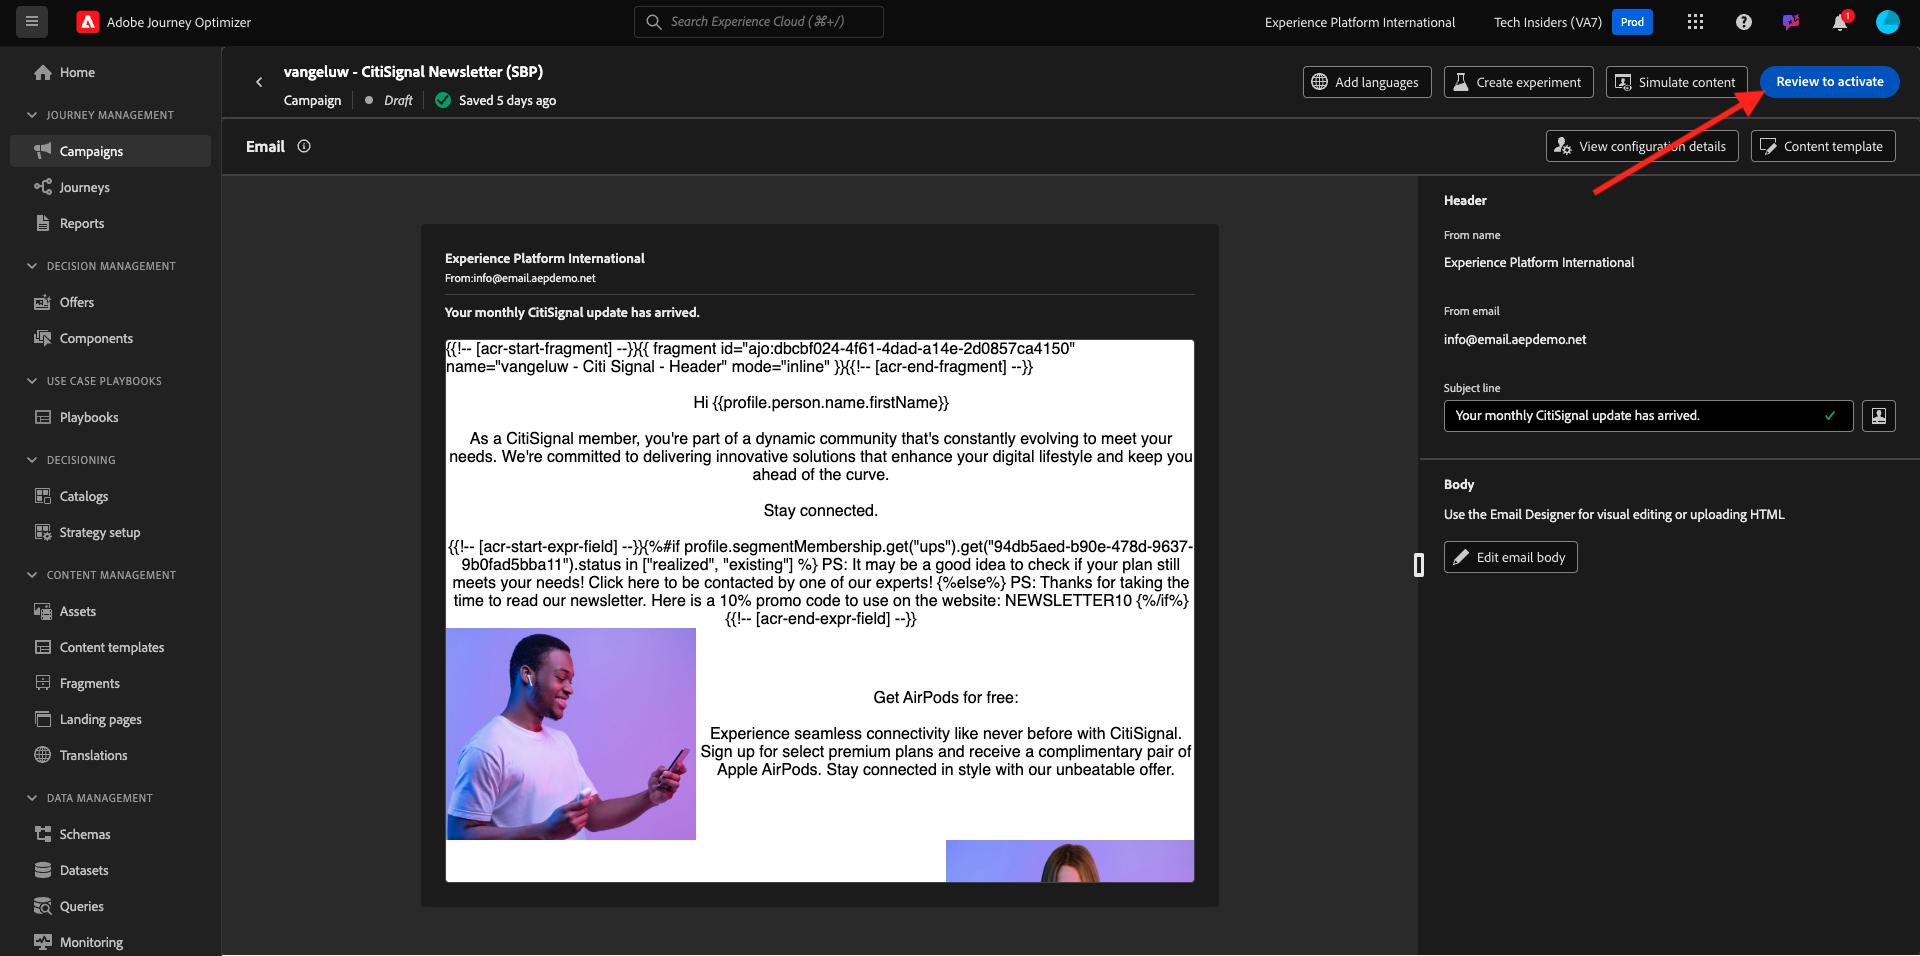 Adobe Journey Optimizer
Search Experience Cloud (⌘+/)
Experience Platform International
Tech Insiders (VA7)
Prod
1
Home
JOURNEY MANAGEMENT
Campaigns
Journeys
Reports
DECISION MANAGEMENT
Offers
Components
USE CASE PLAYBOOKS
Playbooks
DECISIONING
Catalogs
Strategy setup
CONTENT MANAGEMENT
Assets
Content templates
Fragments
Landing pages
Translations
DATA MANAGEMENT
Schemas
Datasets
Queries
Monitoring
vangeluw - CitiSignal Newsletter (SBP)
Campaign
Draft
Saved 5 days ago
Add languages
Create experiment
Simulate content
Review to activate
Email
View configuration details
Content template
Experience Platform International
From:info@email.aepdemo.net
Your monthly CitiSignal update has arrived.
{{!-- [acr-start-fragment] --}}{{ fragment id="ajo:dbcbf024-4f61-4dad-a14e-2d0857ca4150"
name="vangeluw - Citi Signal - Header" mode="inline" }}{{!-- [acr-end-fragment] --}}
Hi {{profile.person.name.firstName}}
As a CitiSignal member, you're part of a dynamic community that's constantly evolving to meet your
needs. We're committed to delivering innovative solutions that enhance your digital lifestyle and keep you
ahead of the curve.
Stay connected.
{{!-- [acr-start-expr-field] --}}{%#if profile.segmentMembership.get("ups").get("94db5aed-b90e-478d-9637-
9b0fad5bba11").status in ["realized", "existing"] %} PS: It may be a good idea to check if your plan still
meets your needs! Click here to be contacted by one of our experts! {%else%} PS: Thanks for taking the
time to read our newsletter. Here is a 10% promo code to use on the website: NEWSLETTER10 {%/if%}
{{!-- [acr-end-expr-field] --}}
Get AirPods for free:
Experience seamless connectivity like never before with CitiSignal.
Sign up for select premium plans and receive a complimentary pair of
Apple AirPods. Stay connected in style with our unbeatable offer.
Header
From name
Experience Platform International
From email
info@email.aepdemo.net
Subject line
Your monthly CitiSignal update has arrived.
Body
Use the Email Designer for visual editing or uploading HTML
Edit email body